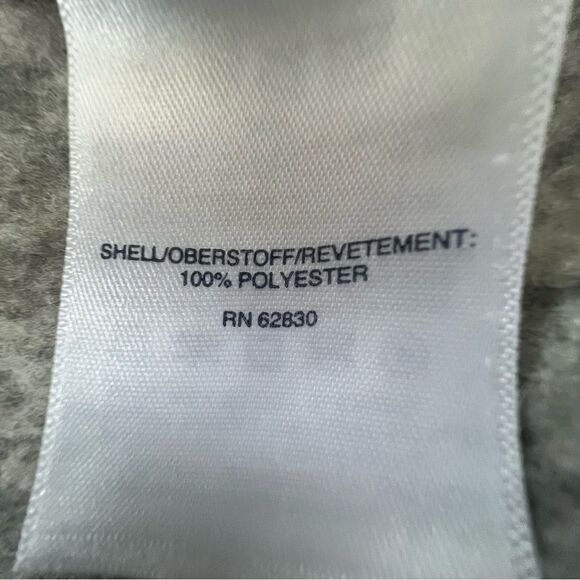 SHELL/OBERSTOFF/REVETEMENT:
100% POLYESTER
RN 62830